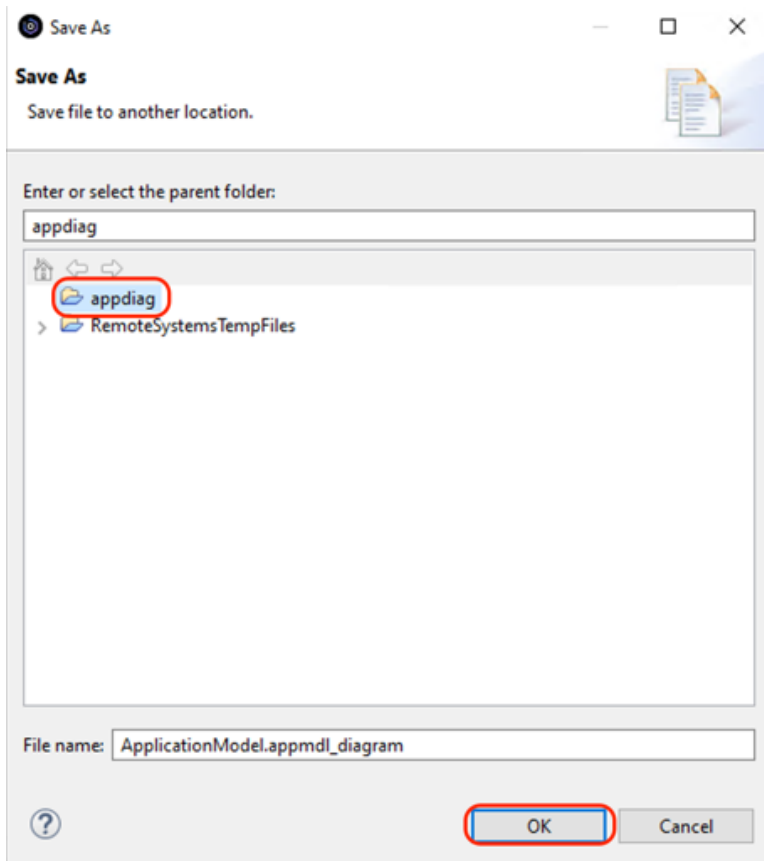 Save As
Save As
Save file to another location.
Enter or select the parent folder:
appdiag
appdiag
RemoteSystemsTempFiles
File name: ApplicationModel.appmdl_diagram
? OK Cancel